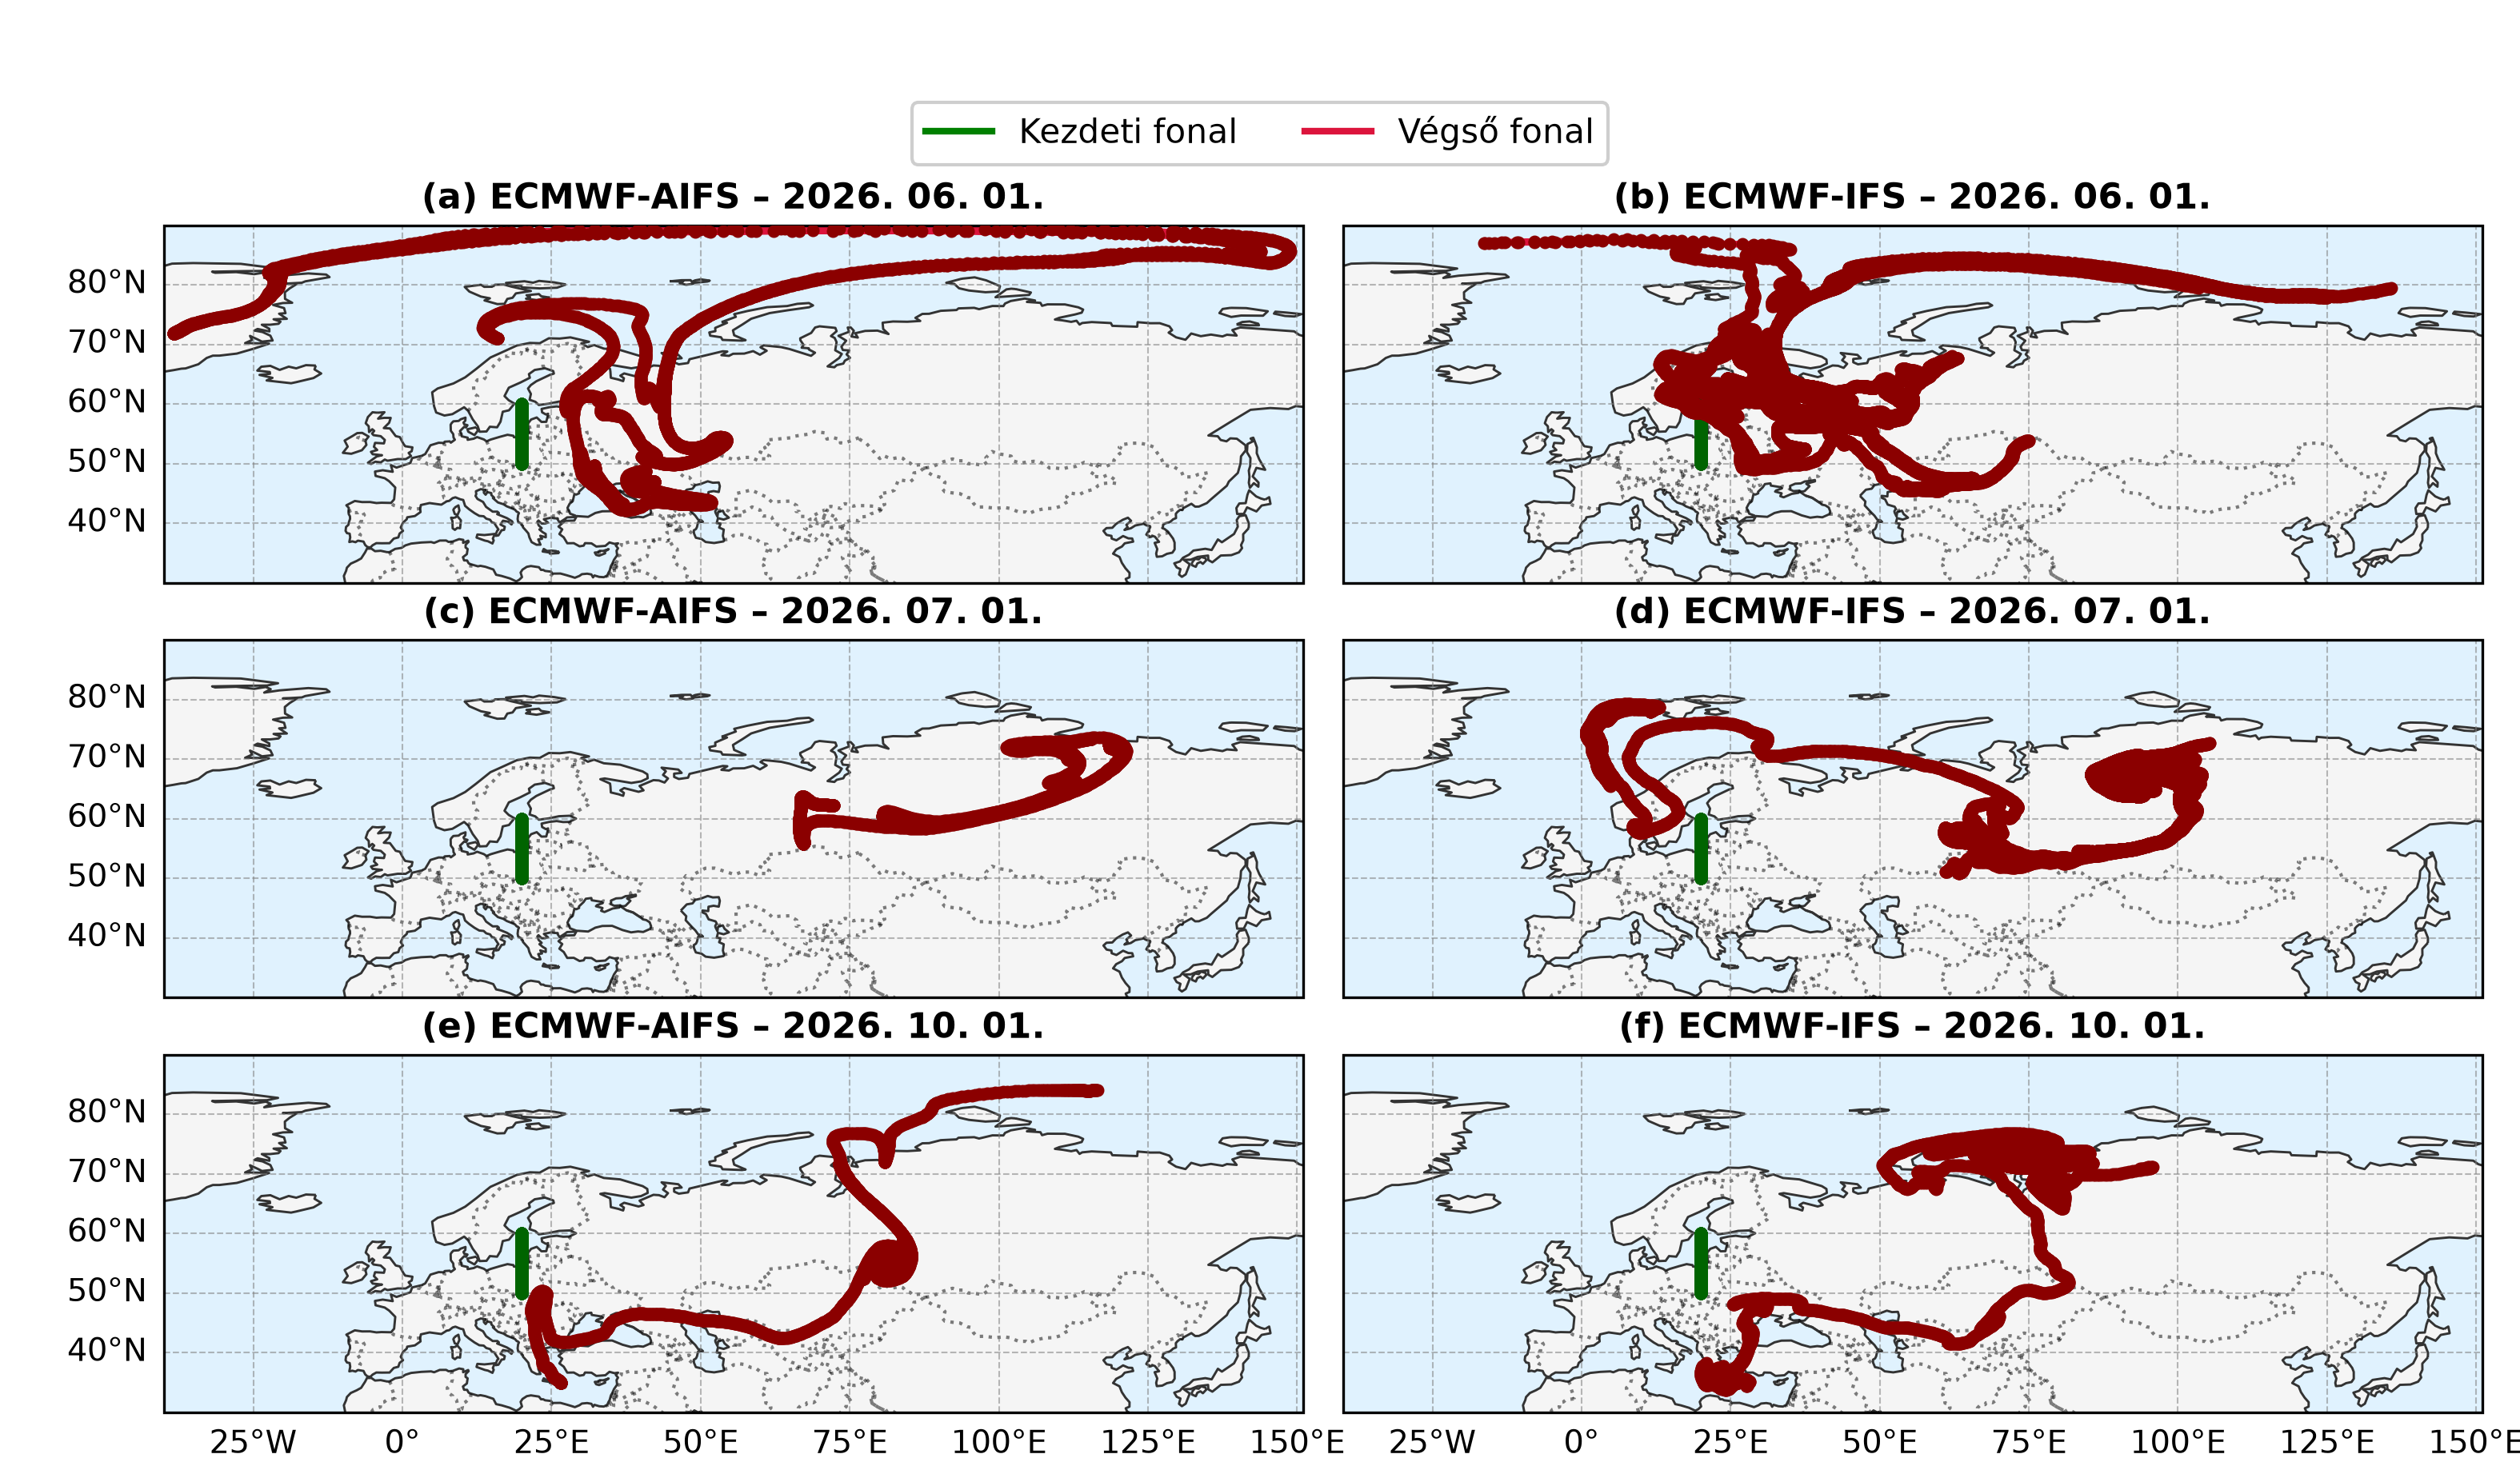 Kezdeti fonal Végső fonal
(a) ECMWF-AIFS – 2026. 06. 01. (b) ECMWF-IFS – 2026. 06. 01.
80°N
70°N
60°N
50°N
40°N
(c) ECMWF-AIFS – 2026. 07. 01. (d) ECMWF-IFS – 2026. 07. 01.
80°N
70°N
60°N
50°N
40°N
(e) ECMWF-AIFS – 2026. 10. 01. (f) ECMWF-IFS – 2026. 10. 01.
80°N
70°N
60°N
50°N
40°N
25°W 0° 25°E 50°E 75°E 100°E 125°E 150°E 25°W 0° 25°E 50°E 75°E 100°E 125°E 150°E